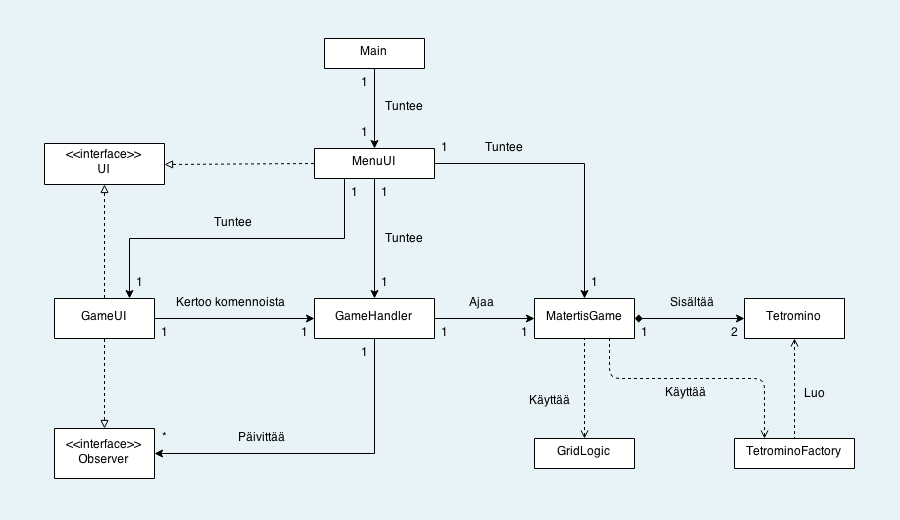 Main
1
Tuntee
1
<<interface>>
UI
MenuUI
1
Tuntee
1
1
Tuntee
Tuntee
1
1
1
GameUI
Kertoo komennoista
1
1
GameHandler
Ajaa
1
1
MatertisGame
Sisältää
1
2
Tetromino
1
Käyttää
Käyttää
Luo
<<interface>>
Observer
*
Päivittää
GridLogic
TetrominoFactory